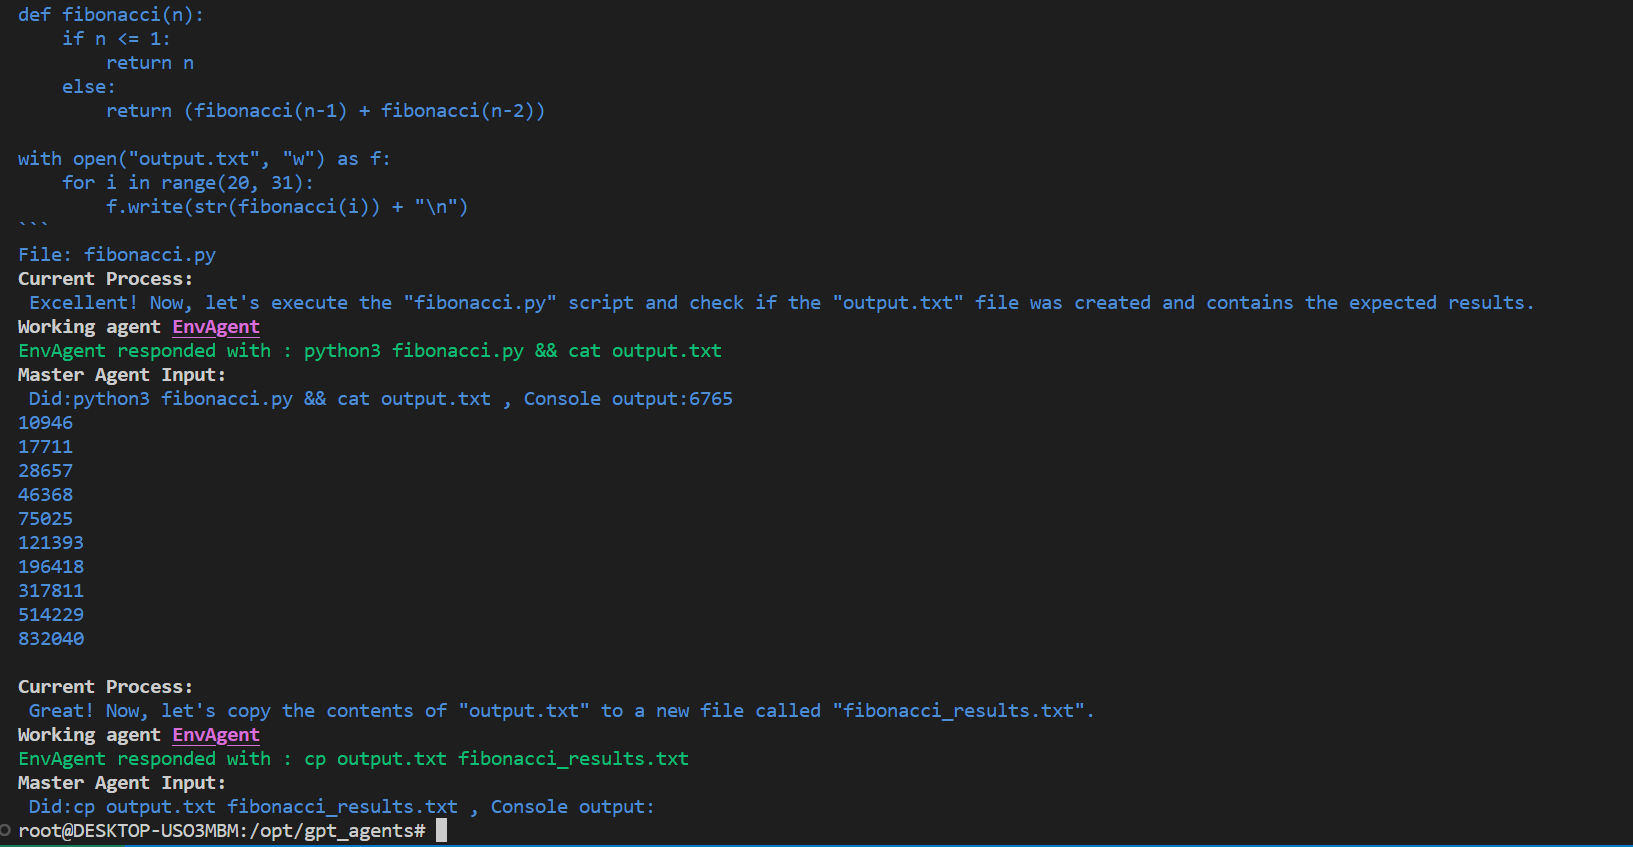 def fibonacci(n):
    if n <= 1:
        return n
    else:
        return (fibonacci(n-1) + fibonacci(n-2))

with open("output.txt", "w") as f:
    for i in range(20, 31):
        f.write(str(fibonacci(i)) + "\n")
```
File: fibonacci.py
Current Process:
 Excellent! Now, let's execute the "fibonacci.py" script and check if the "output.txt" file was created and contains the expected results.
Working agent EnvAgent
EnvAgent responded with : python3 fibonacci.py && cat output.txt
Master Agent Input:
 Did:python3 fibonacci.py && cat output.txt , Console output:6765
10946
17711
28657
46368
75025
121393
196418
317811
514229
832040

Current Process:
 Great! Now, let's copy the contents of "output.txt" to a new file called "fibonacci_results.txt".
Working agent EnvAgent
EnvAgent responded with : cp output.txt fibonacci_results.txt
Master Agent Input:
 Did:cp output.txt fibonacci_results.txt , Console output:
root@DESKTOP-USO3MBM:/opt/gpt_agents#